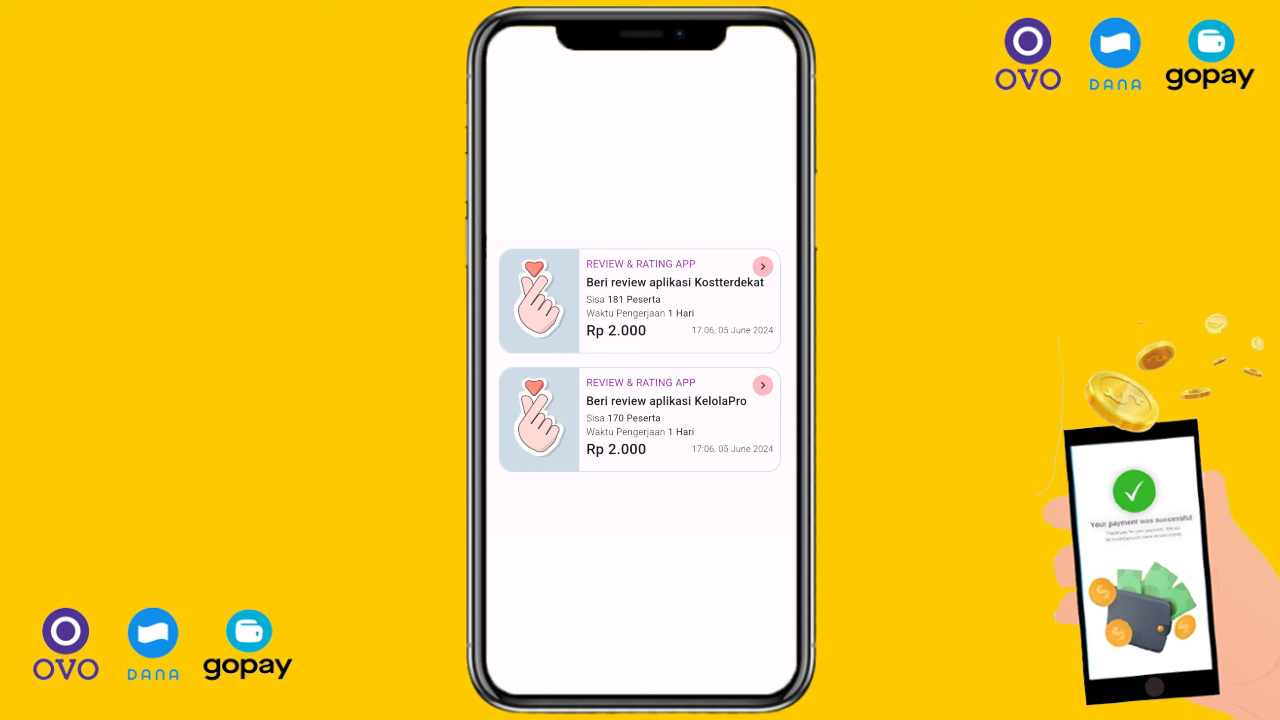 OVO
DANA
gopay
REVIEW & RATING APP
Beri review aplikasi Kostterdekat
Sisa 181 Peserta
Waktu Pengerjaan 1 Hari
Rp 2.000
17:06, 05 June 2024
REVIEW & RATING APP
Beri review aplikasi KelolaPro
Sisa 170 Peserta
Waktu Pengerjaan 1 Hari
Rp 2.000
17:06, 05 June 2024
Your payment was successful
OVO
DANA
gopay